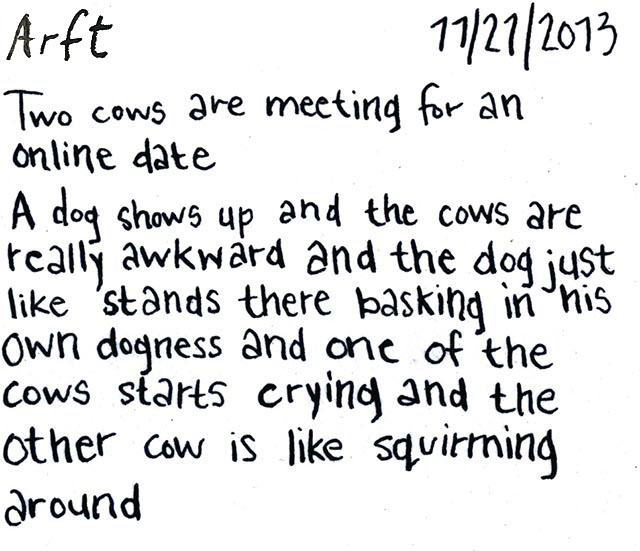 Arft 11/21/2013
Two cows are meeting for an
online date
A dog shows up and the cows are
really awkward and the dog just
like stands there basking in his
own dogness and one of the
cows starts crying and the
other cow is like squirming
around